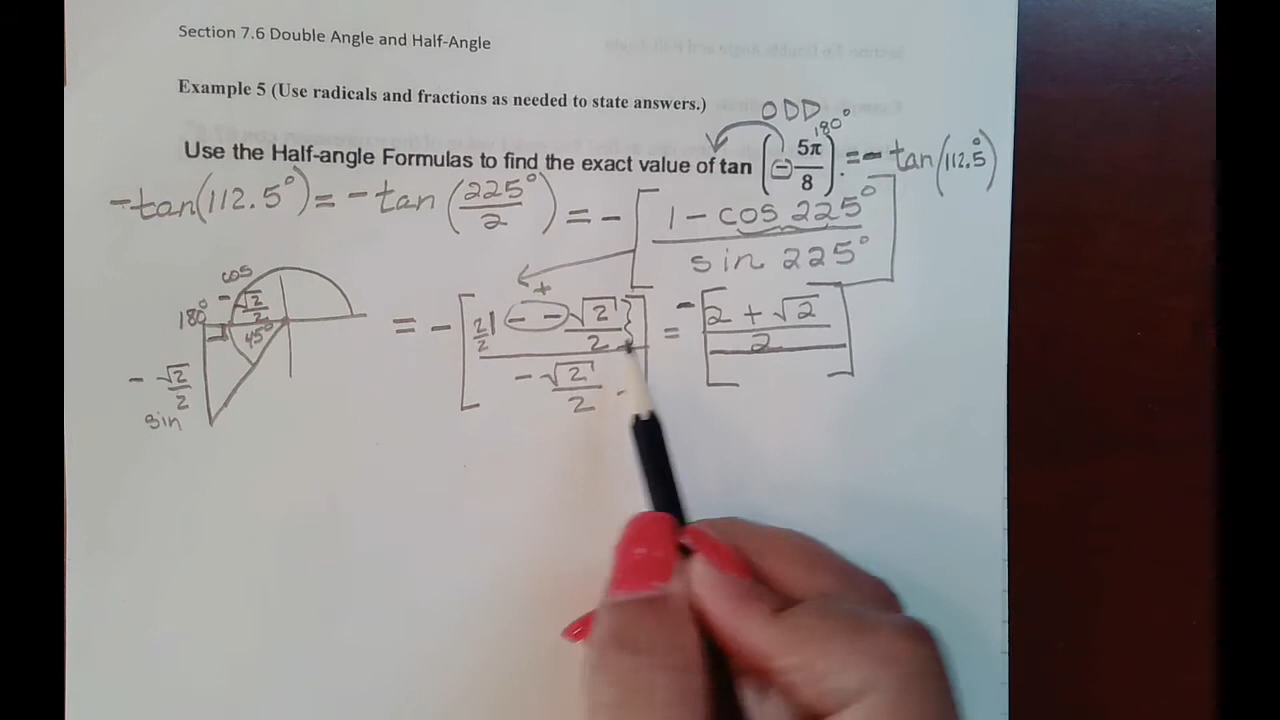 Section 7.6 Double Angle and Half-Angle
Example 5 (Use radicals and fractions as needed to state answers.)
ODD
180°
Use the Half-angle Formulas to find the exact value of tan (-5π/8). = -tan(112.5°)
-tan(112.5°) = -tan(225°/2) = -[(1 - cos 225°)/(sin 225°)]
cos
180° -√2/2
45°
-√2/2
sin
+
= -[(2/2 1 - -√2/2)/(-√2/2)] = -[(2 + √2)/2]